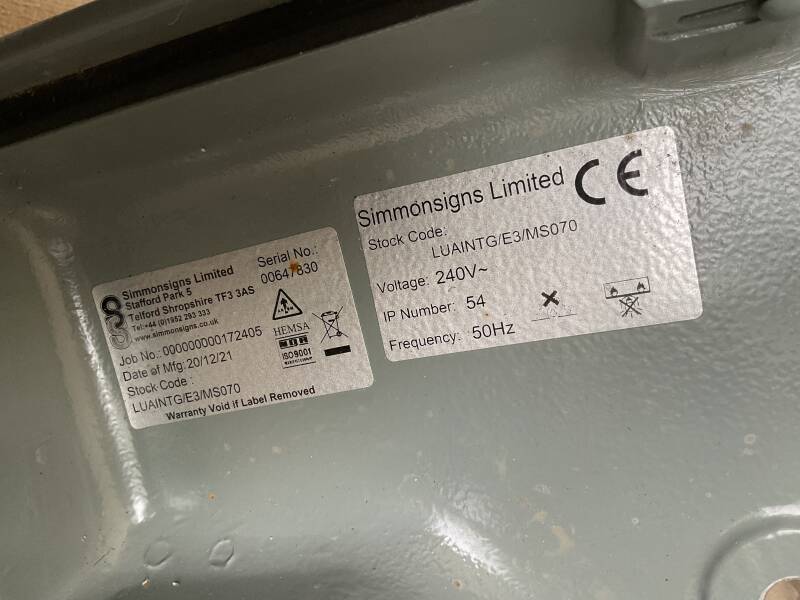 Simmonsigns Limited
Stafford Park 5
Telford Shropshire TF3 3AS
Tel:+44 (0)1952 293 333
www.simmonsigns.co.uk
Serial No.:
00647830
Job No.: 000000000172405
Date of Mfg: 20/12/21
Stock Code :
LUAINTG/E3/MS070
HEMSA
ISO9001
Warranty Void if Label Removed
Simmonsigns Limited CE
Stock Code:
LUAINTG/E3/MS070
Voltage: 240V~
IP Number: 54
Frequency: 50Hz